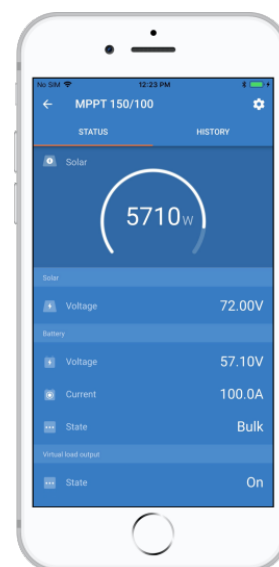 No SIM 12:23 PM
MPPT 150/100
STATUS HISTORY
Solar
5710W
Solar
Voltage 72.00V
Battery
Voltage 57.10V
Current 100.0A
State Bulk
Virtual load output
State On